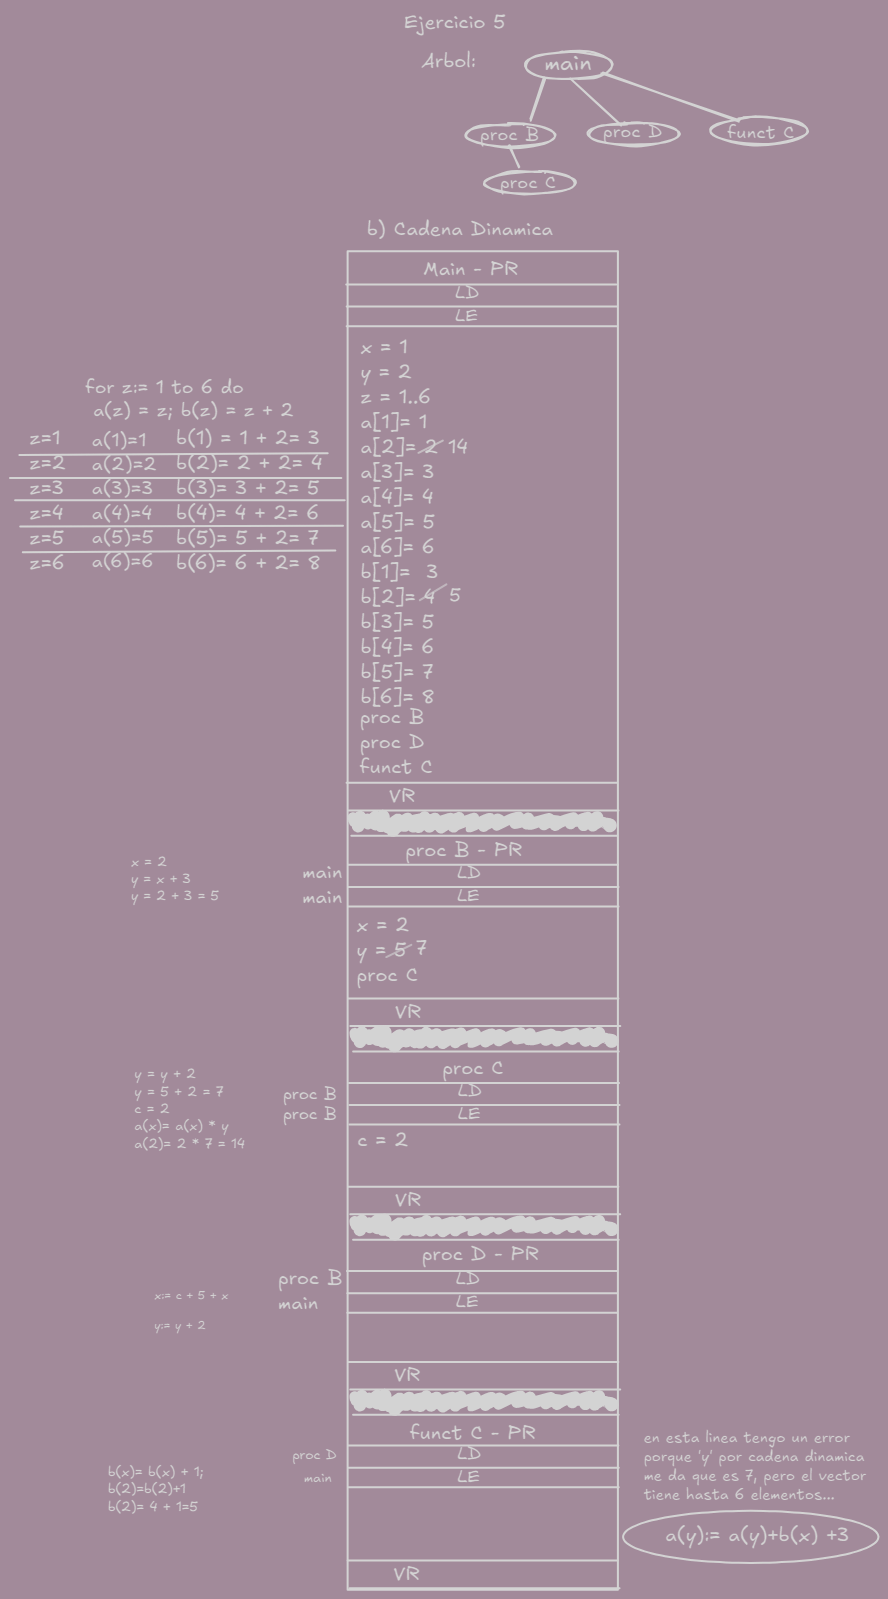 Ejercicio 5
Arbol:
main
proc B
proc D
funct C
proc C
b) Cadena Dinamica
Main - PR
LD
LE
x = 1
y = 2
z = 1..6
a[1]= 1
a[2]= 2 14
a[3]= 3
a[4]= 4
a[5]= 5
a[6]= 6
b[1]= 3
b[2]= 4 5
b[3]= 5
b[4]= 6
b[5]= 7
b[6]= 8
proc B
proc D
funct C
VR
for z:= 1 to 6 do
a(z) = z; b(z) = z + 2
z=1 a(1)=1 b(1) = 1 + 2= 3
z=2 a(2)=2 b(2)= 2 + 2= 4
z=3 a(3)=3 b(3)= 3 + 2= 5
z=4 a(4)=4 b(4)= 4 + 2= 6
z=5 a(5)=5 b(5)= 5 + 2= 7
z=6 a(6)=6 b(6)= 6 + 2= 8
proc B - PR
main LD
main LE
x = 2
y = x + 3
y = 2 + 3 = 5
x = 2
y = 5 7
proc C
VR
proc C
proc B LD
proc B LE
y = y + 2
y = 5 + 2 = 7
c = 2
a(x)= a(x) * y
a(2)= 2 * 7 = 14
c = 2
VR
proc D - PR
proc B LD
main LE
x:= c + 5 + x
y:= y + 2
VR
funct C - PR
proc D LD
main LE
b(x)= b(x) + 1;
b(2)=b(2)+1
b(2)= 4 + 1=5
VR
en esta linea tengo un error
porque 'y' por cadena dinamica
me da que es 7, pero el vector
tiene hasta 6 elementos...
a(y):= a(y)+b(x) +3